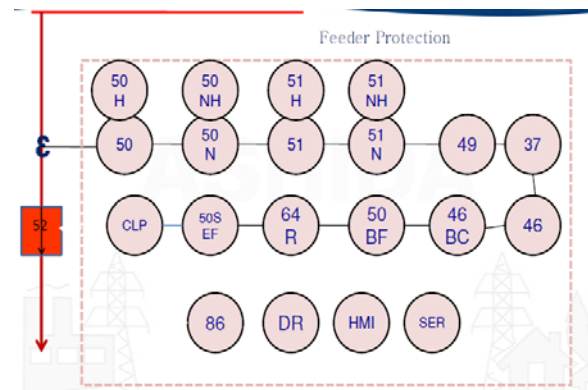 Feeder Protection
50
H
50
NH
51
H
51
NH
50
50
N
51
51
N
49
37
ASHIDA
52
CLP
50S
EF
64
R
50
BF
46
BC
46
86
DR
HMI
SER